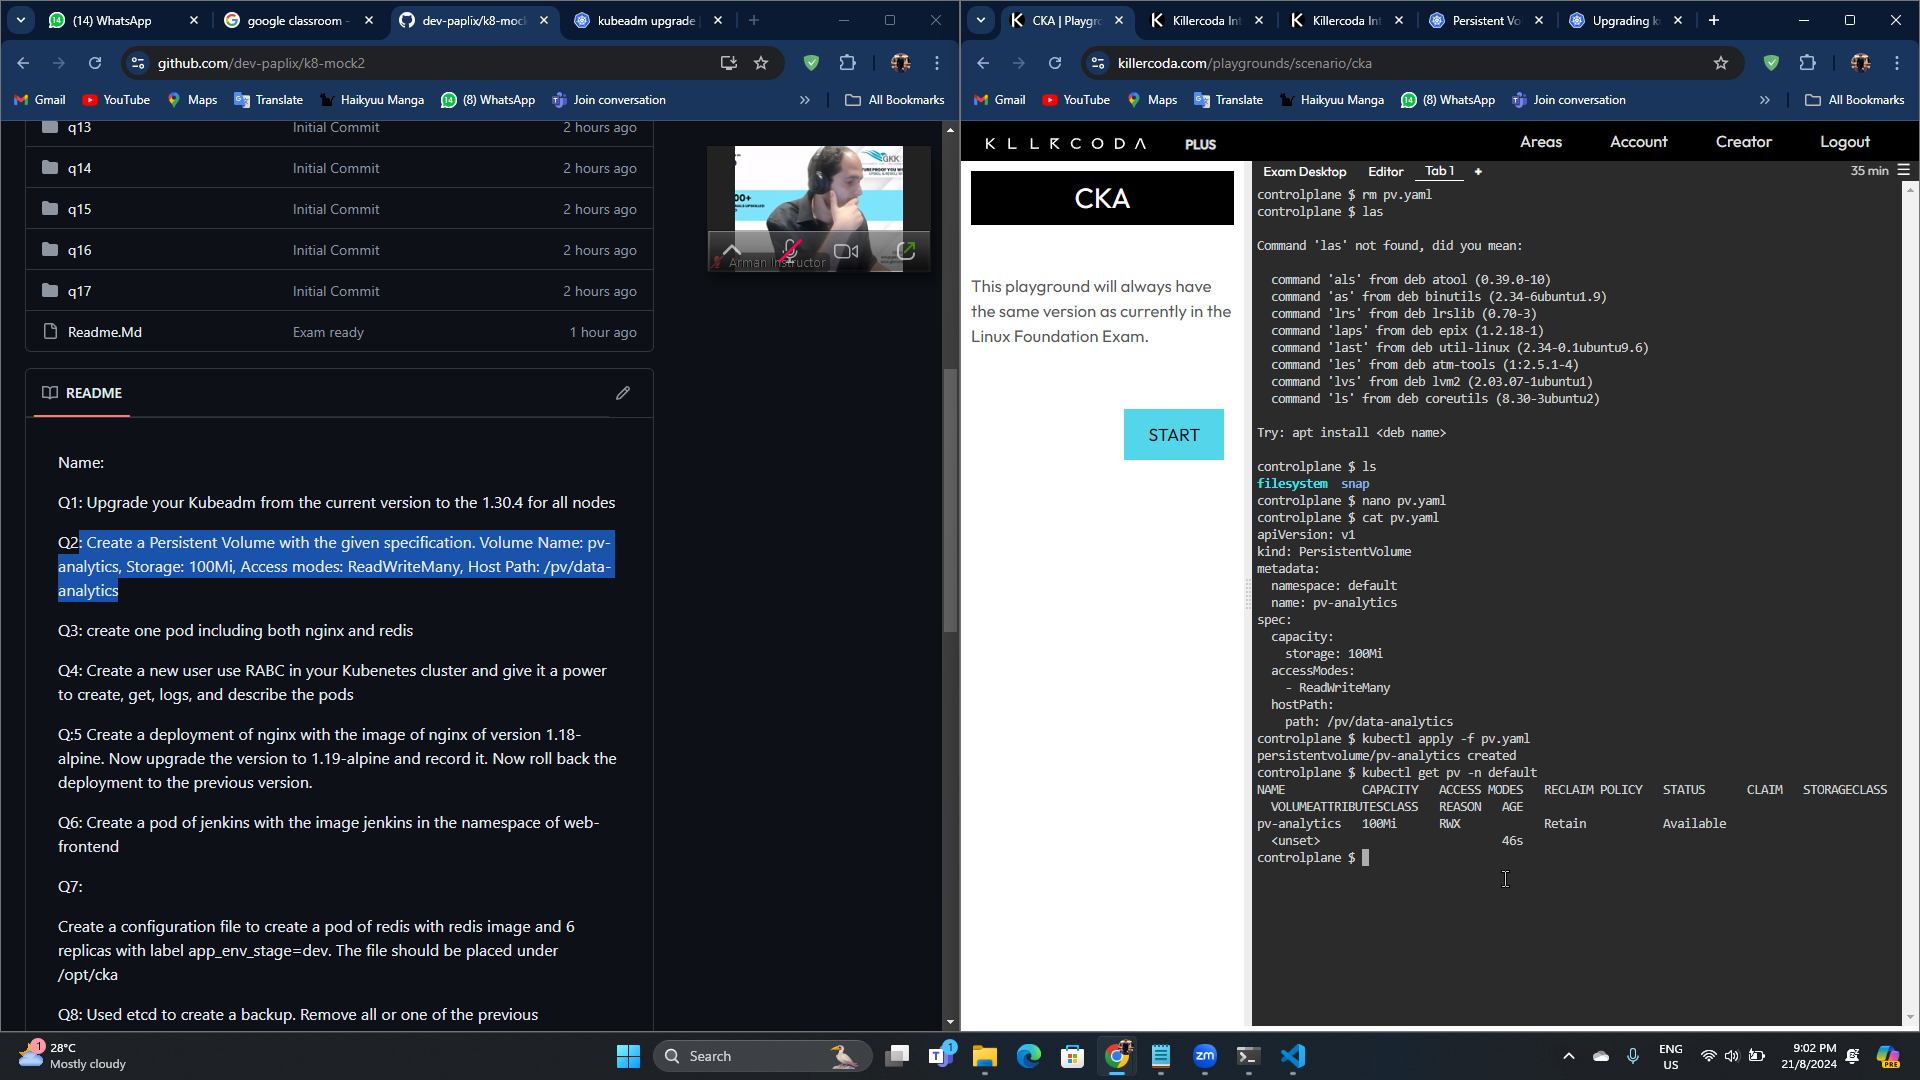 (14) WhatsApp
google classroom -
dev-paplix/k8-moc
kubeadm upgrade
github.com/dev-paplix/k8-mock2
Gmail
YouTube
Maps
Translate
Haikyuu Manga
(8) WhatsApp
Join conversation
All Bookmarks
q13 Initial Commit 2 hours ago
q14 Initial Commit 2 hours ago
q15 Initial Commit 2 hours ago
q16 Initial Commit 2 hours ago
q17 Initial Commit 2 hours ago
Readme.Md Exam ready 1 hour ago
Arman Instructor
README
Name:
Q1: Upgrade your Kubeadm from the current version to the 1.30.4 for all nodes
Q2: Create a Persistent Volume with the given specification. Volume Name: pv-
analytics, Storage: 100Mi, Access modes: ReadWriteMany, Host Path: /pv/data-
analytics
Q3: create one pod including both nginx and redis
Q4: Create a new user use RABC in your Kubenetes cluster and give it a power
to create, get, logs, and describe the pods
Q:5 Create a deployment of nginx with the image of nginx of version 1.18-
alpine. Now upgrade the version to 1.19-alpine and record it. Now roll back the
deployment to the previous version.
Q6: Create a pod of jenkins with the image jenkins in the namespace of web-
frontend
Q7:
Create a configuration file to create a pod of redis with redis image and 6
replicas with label app_env_stage=dev. The file should be placed under
/opt/cka
Q8: Used etcd to create a backup. Remove all or one of the previous
CKA | Playgr
Killercoda Int
Killercoda Int
Persistent Vo
Upgrading k
killercoda.com/playgrounds/scenario/cka
Gmail
YouTube
Maps
Translate
Haikyuu Manga
(8) WhatsApp
Join conversation
All Bookmarks
KLLRCODA
PLUS
Areas
Account
Creator
Logout
CKA
This playground will always have
the same version as currently in the
Linux Foundation Exam.
START
Exam Desktop Editor Tab 1 +
35 min
controlplane $ rm pv.yaml
controlplane $ las
Command 'las' not found, did you mean:
command 'als' from deb atool (0.39.0-10)
command 'as' from deb binutils (2.34-6ubuntu1.9)
command 'lrs' from deb lrslib (0.70-3)
command 'laps' from deb epix (1.2.18-1)
command 'last' from deb util-linux (2.34-0.1ubuntu9.6)
command 'les' from deb atm-tools (1:2.5.1-4)
command 'lvs' from deb lvm2 (2.03.07-1ubuntu1)
command 'ls' from deb coreutils (8.30-3ubuntu2)
Try: apt install <deb name>
controlplane $ ls
filesystem snap
controlplane $ nano pv.yaml
controlplane $ cat pv.yaml
apiVersion: v1
kind: PersistentVolume
metadata:
namespace: default
name: pv-analytics
spec:
capacity:
storage: 100Mi
accessModes:
- ReadWriteMany
hostPath:
path: /pv/data-analytics
controlplane $ kubectl apply -f pv.yaml
persistentvolume/pv-analytics created
controlplane $ kubectl get pv -n default
NAME CAPACITY ACCESS MODES RECLAIM POLICY STATUS CLAIM STORAGECLASS
VOLUMEATTRIBUTESCLASS REASON AGE
pv-analytics 100Mi RWX Retain Available
<unset> 46s
controlplane $
28°C
Mostly cloudy
Search
ENG
US
9:02 PM
21/8/2024